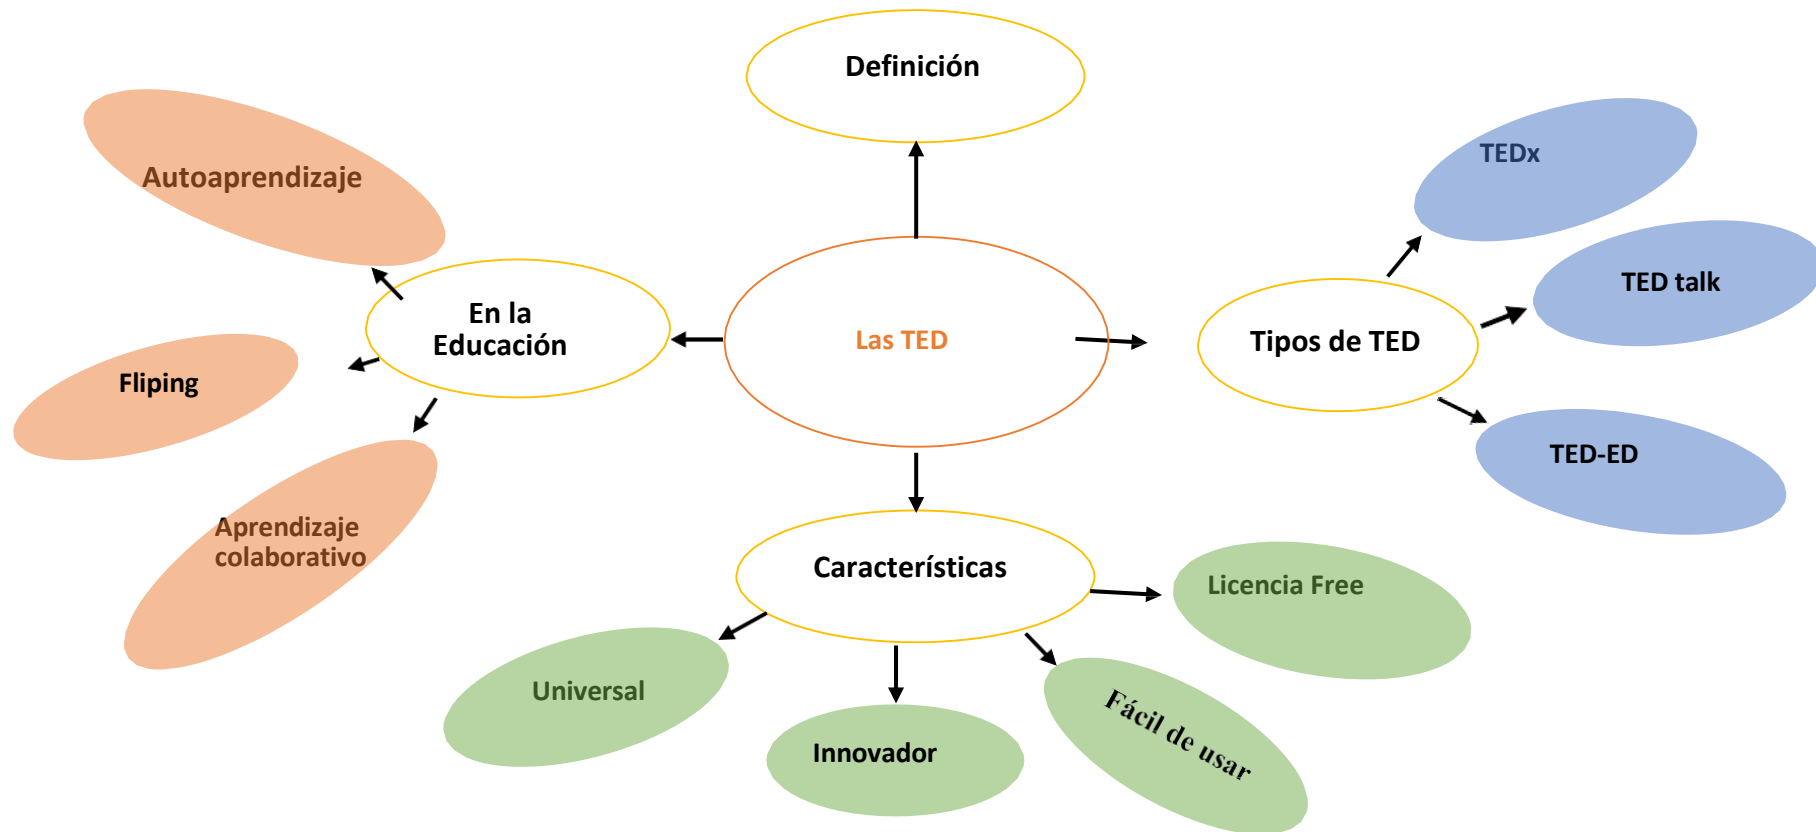 Definición
TEDx
Autoaprendizaje
TED talk
En la
Educación
Las TED
Tipos de TED
Fliping
TED-ED
Aprendizaje
colaborativo
Característícas
Licencia Free
Universal
Fácil de usar
Innovador